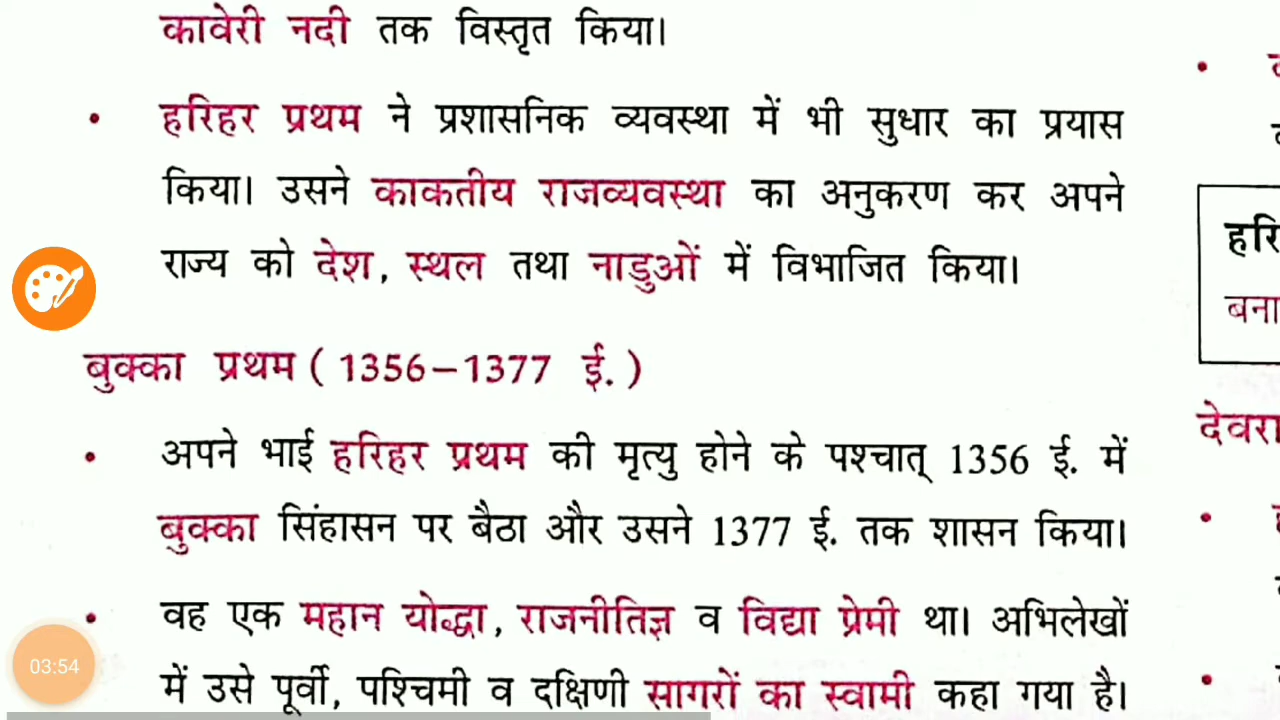 कावेरी नदी तक विस्तृत किया।
• हरिहर प्रथम ने प्रशासनिक व्यवस्था में भी सुधार का प्रयास
किया। उसने काकतीय राजव्यवस्था का अनुकरण कर अपने
राज्य को देश, स्थल तथा नाडुओं में विभाजित किया।
बुक्का प्रथम ( 1356–1377 ई. )
• अपने भाई हरिहर प्रथम की मृत्यु होने के पश्चात् 1356 ई. में
बुक्का सिंहासन पर बैठा और उसने 1377 ई. तक शासन किया।
• वह एक महान योद्धा, राजनीतिज्ञ व विद्या प्रेमी था। अभिलेखों
में उसे पूर्वी, पश्चिमी व दक्षिणी सागरों का स्वामी कहा गया है।
03:54
हरि
बना
देवरा